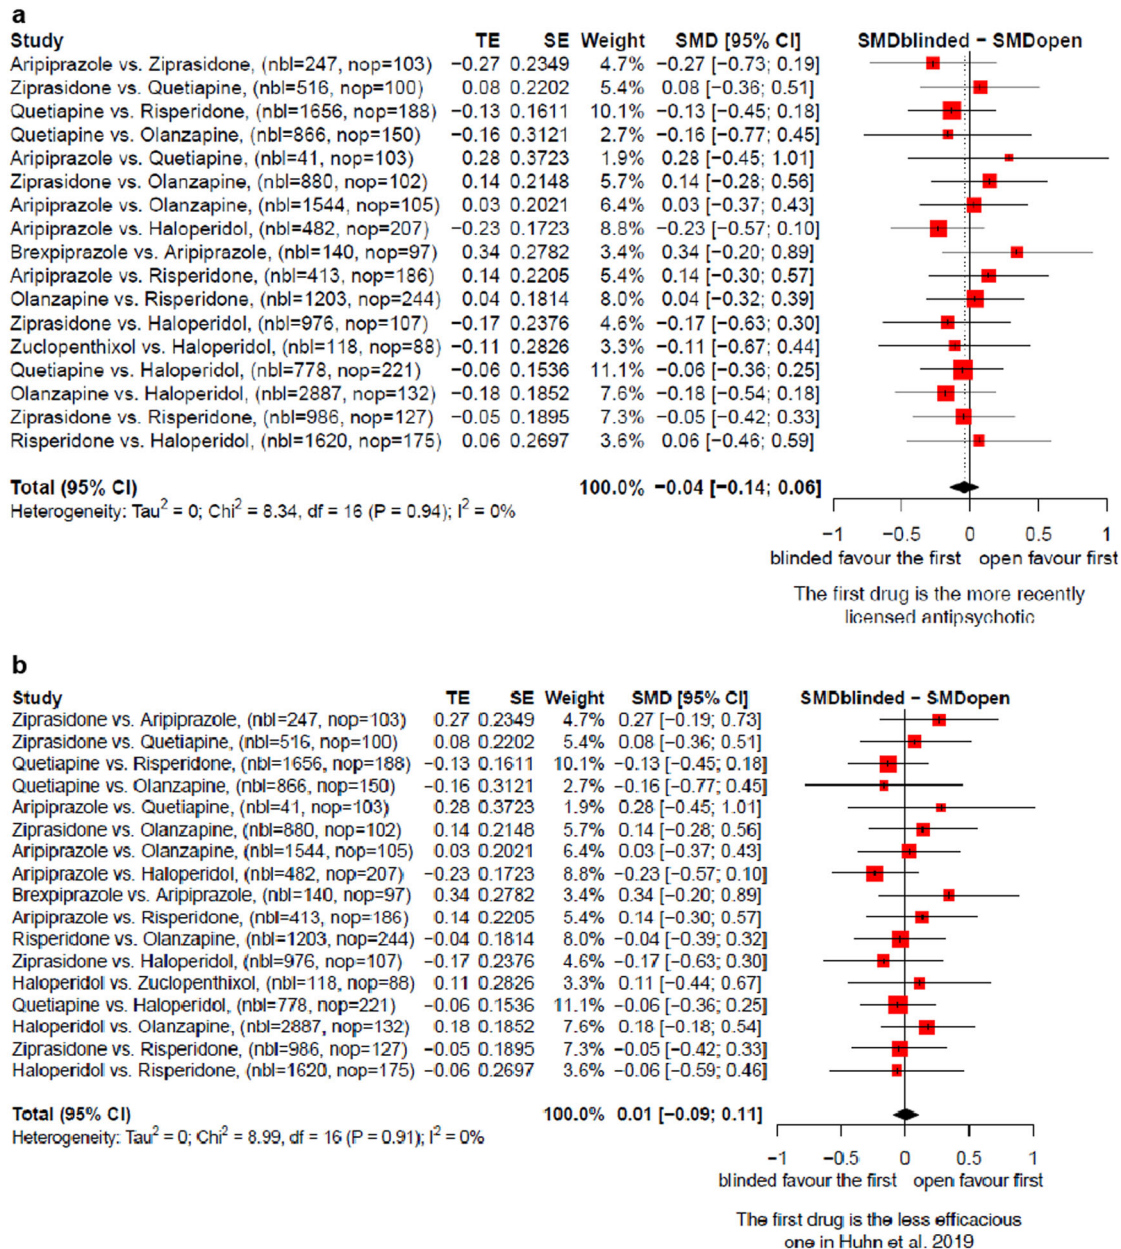 a
Study TE SE Weight SMD [95% CI] SMDblinded − SMDopen
Aripiprazole vs. Ziprasidone, (nbl=247, nop=103) −0.27 0.2349 4.7% −0.27 [−0.73; 0.19]
Ziprasidone vs. Quetiapine, (nbl=516, nop=100) 0.08 0.2202 5.4% 0.08 [−0.36; 0.51]
Quetiapine vs. Risperidone, (nbl=1656, nop=188) −0.13 0.1611 10.1% −0.13 [−0.45; 0.18]
Quetiapine vs. Olanzapine, (nbl=866, nop=150) −0.16 0.3121 2.7% −0.16 [−0.77; 0.45]
Aripiprazole vs. Quetiapine, (nbl=41, nop=103) 0.28 0.3723 1.9% 0.28 [−0.45; 1.01]
Ziprasidone vs. Olanzapine, (nbl=880, nop=102) 0.14 0.2148 5.7% 0.14 [−0.28; 0.56]
Aripiprazole vs. Olanzapine, (nbl=1544, nop=105) 0.03 0.2021 6.4% 0.03 [−0.37; 0.43]
Aripiprazole vs. Haloperidol, (nbl=482, nop=207) −0.23 0.1723 8.8% −0.23 [−0.57; 0.10]
Brexpiprazole vs. Aripiprazole, (nbl=140, nop=97) 0.34 0.2782 3.4% 0.34 [−0.20; 0.89]
Aripiprazole vs. Risperidone, (nbl=413, nop=186) 0.14 0.2205 5.4% 0.14 [−0.30; 0.57]
Olanzapine vs. Risperidone, (nbl=1203, nop=244) 0.04 0.1814 8.0% 0.04 [−0.32; 0.39]
Ziprasidone vs. Haloperidol, (nbl=976, nop=107) −0.17 0.2376 4.6% −0.17 [−0.63; 0.30]
Zuclopenthixol vs. Haloperidol, (nbl=118, nop=88) −0.11 0.2826 3.3% −0.11 [−0.67; 0.44]
Quetiapine vs. Haloperidol, (nbl=778, nop=221) −0.06 0.1536 11.1% −0.06 [−0.36; 0.25]
Olanzapine vs. Haloperidol, (nbl=2887, nop=132) −0.18 0.1852 7.6% −0.18 [−0.54; 0.18]
Ziprasidone vs. Risperidone, (nbl=986, nop=127) −0.05 0.1895 7.3% −0.05 [−0.42; 0.33]
Risperidone vs. Haloperidol, (nbl=1620, nop=175) 0.06 0.2697 3.6% 0.06 [−0.46; 0.59]
Total (95% CI) 100.0% −0.04 [−0.14; 0.06]
Heterogeneity: Tau² = 0; Chi² = 8.34, df = 16 (P = 0.94); I² = 0%
−1 −0.5 0 0.5 1
blinded favour the first open favour first
The first drug is the more recently
licensed antipsychotic
b
Study TE SE Weight SMD [95% CI] SMDblinded − SMDopen
Ziprasidone vs. Aripiprazole, (nbl=247, nop=103) 0.27 0.2349 4.7% 0.27 [−0.19; 0.73]
Ziprasidone vs. Quetiapine, (nbl=516, nop=100) 0.08 0.2202 5.4% 0.08 [−0.36; 0.51]
Quetiapine vs. Risperidone, (nbl=1656, nop=188) −0.13 0.1611 10.1% −0.13 [−0.45; 0.18]
Quetiapine vs. Olanzapine, (nbl=866, nop=150) −0.16 0.3121 2.7% −0.16 [−0.77; 0.45]
Aripiprazole vs. Quetiapine, (nbl=41, nop=103) 0.28 0.3723 1.9% 0.28 [−0.45; 1.01]
Ziprasidone vs. Olanzapine, (nbl=880, nop=102) 0.14 0.2148 5.7% 0.14 [−0.28; 0.56]
Aripiprazole vs. Olanzapine, (nbl=1544, nop=105) 0.03 0.2021 6.4% 0.03 [−0.37; 0.43]
Aripiprazole vs. Haloperidol, (nbl=482, nop=207) −0.23 0.1723 8.8% −0.23 [−0.57; 0.10]
Brexpiprazole vs. Aripiprazole, (nbl=140, nop=97) 0.34 0.2782 3.4% 0.34 [−0.20; 0.89]
Aripiprazole vs. Risperidone, (nbl=413, nop=186) 0.14 0.2205 5.4% 0.14 [−0.30; 0.57]
Risperidone vs. Olanzapine, (nbl=1203, nop=244) −0.04 0.1814 8.0% −0.04 [−0.39; 0.32]
Ziprasidone vs. Haloperidol, (nbl=976, nop=107) −0.17 0.2376 4.6% −0.17 [−0.63; 0.30]
Haloperidol vs. Zuclopenthixol, (nbl=118, nop=88) 0.11 0.2826 3.3% 0.11 [−0.44; 0.67]
Quetiapine vs. Haloperidol, (nbl=778, nop=221) −0.06 0.1536 11.1% −0.06 [−0.36; 0.25]
Haloperidol vs. Olanzapine, (nbl=2887, nop=132) 0.18 0.1852 7.6% 0.18 [−0.18; 0.54]
Ziprasidone vs. Risperidone, (nbl=986, nop=127) −0.05 0.1895 7.3% −0.05 [−0.42; 0.33]
Haloperidol vs. Risperidone, (nbl=1620, nop=175) −0.06 0.2697 3.6% −0.06 [−0.59; 0.46]
Total (95% CI) 100.0% 0.01 [−0.09; 0.11]
Heterogeneity: Tau² = 0; Chi² = 8.99, df = 16 (P = 0.91); I² = 0%
−1 −0.5 0 0.5 1
blinded favour the first open favour first
The first drug is the less efficacious
one in Huhn et al. 2019